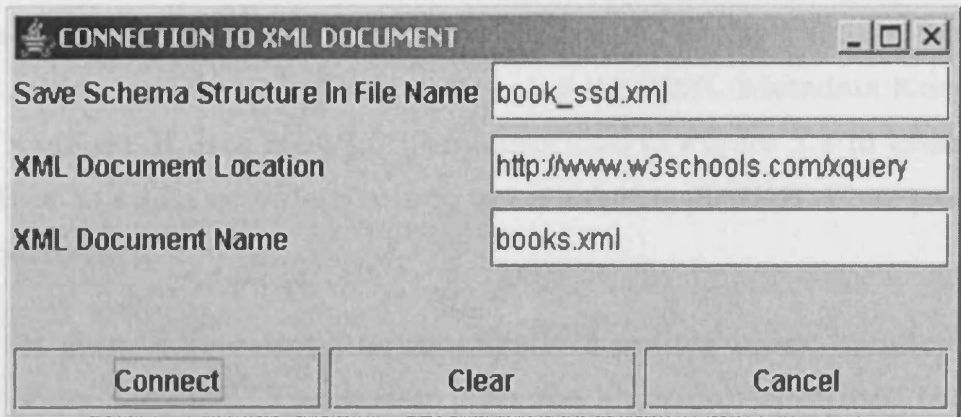 CONNECTION TO XML DOCUMENT
Save Schema Structure In File Name book_ssd.xml
XML Document Location http://www.w3schools.com/xquery
XML Document Name books.xml
Connect Clear Cancel